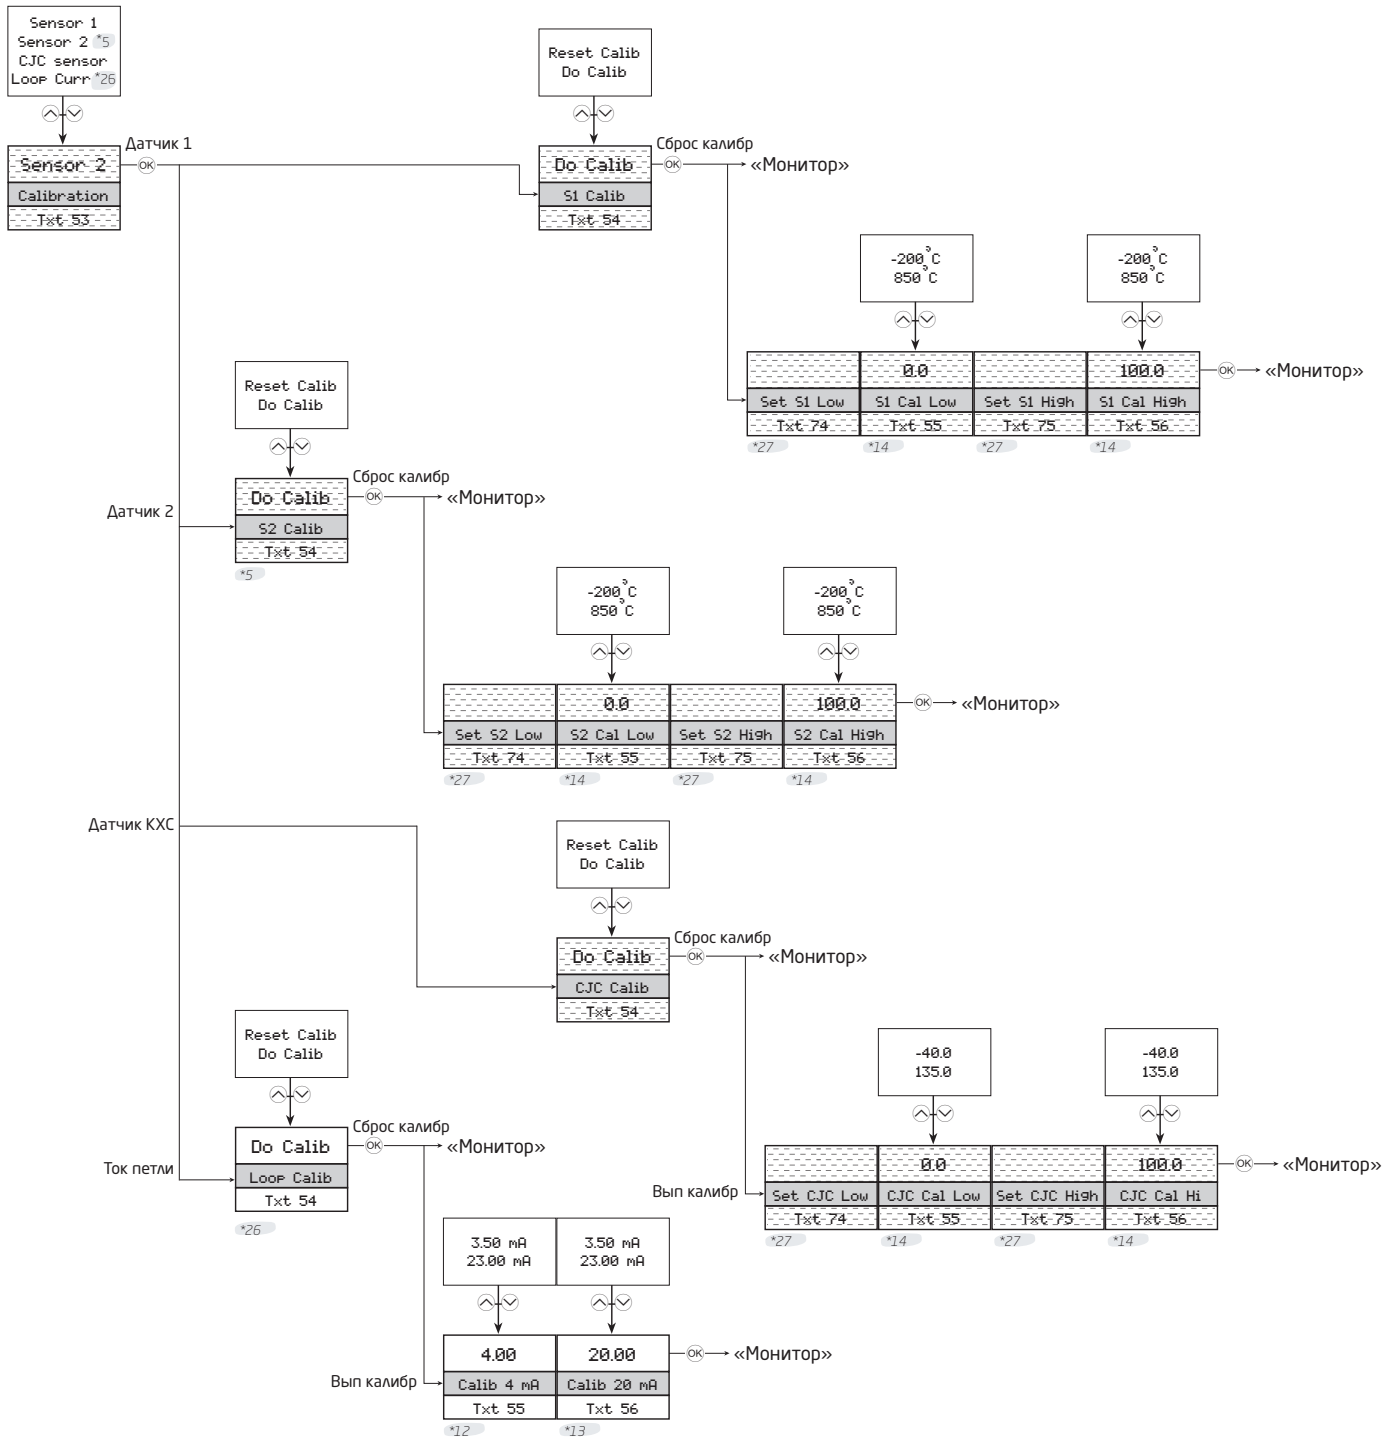 Sensor 1
Sensor 2 *5
CJC sensor
Loop Curr *26
Sensor 2
Calibration
Txt 53
Датчик 1
OK
Reset Calib
Do Calib
Do Calib
S1 Calib
Txt 54
Сброс калибр
OK
«Монитор»
-200°C
850°C
-200°C
850°C
0.0
100.0
Set S1 Low
S1 Cal Low
Set S1 High
S1 Cal High
Txt 74
Txt 55
Txt 75
Txt 56
*27
*14
*27
*14
OK
«Монитор»
Датчик 2
Reset Calib
Do Calib
Do Calib
S2 Calib
Txt 54
*5
Сброс калибр
OK
«Монитор»
-200°C
850°C
-200°C
850°C
0.0
100.0
Set S2 Low
S2 Cal Low
Set S2 High
S2 Cal High
Txt 74
Txt 55
Txt 75
Txt 56
*27
*14
*27
*14
OK
«Монитор»
Датчик КХС
Reset Calib
Do Calib
Do Calib
CJC Calib
Txt 54
Сброс калибр
OK
«Монитор»
-40.0
135.0
-40.0
135.0
Вып калибр
0.0
100.0
Set CJC Low
CJC Cal Low
Set CJC High
CJC Cal Hi
Txt 74
Txt 55
Txt 75
Txt 56
*27
*14
*27
*14
OK
«Монитор»
Ток петли
Reset Calib
Do Calib
Do Calib
Loop Calib
Txt 54
*26
Сброс калибр
OK
«Монитор»
3.50 mA
23.00 mA
3.50 mA
23.00 mA
Вып калибр
4.00
20.00
Calib 4 mA
Calib 20 mA
Txt 55
Txt 56
*12
*13
OK
«Монитор»